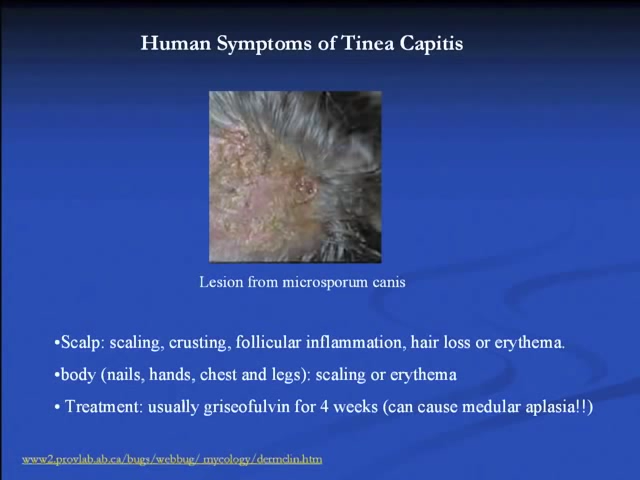 Human Symptoms of Tinea Capitis
Lesion from microsporum canis
•Scalp: scaling, crusting, follicular inflammation, hair loss or erythema.
•body (nails, hands, chest and legs): scaling or erythema
• Treatment: usually griseofulvin for 4 weeks (can cause medular aplasia!!)
www2.provlab.ab.ca/bugs/webbug/ mycology/dermclin.htm